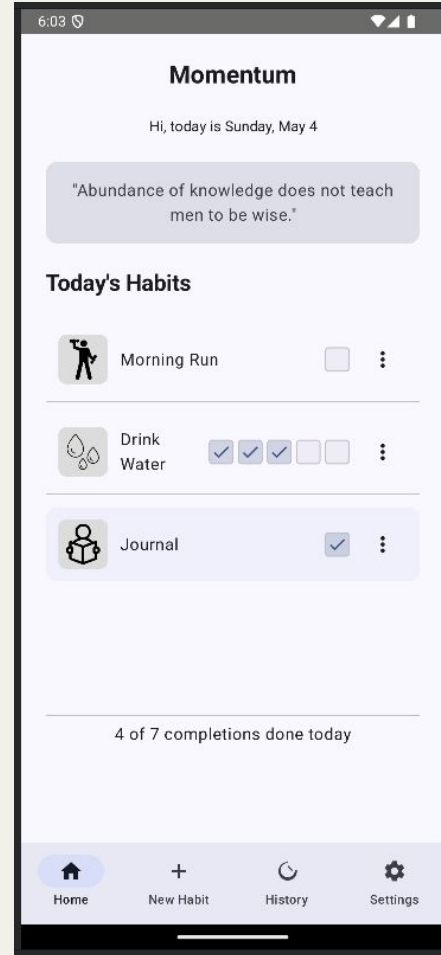 6:03
Momentum
Hi, today is Sunday, May 4
"Abundance of knowledge does not teach
men to be wise."
Today's Habits
Morning Run
Drink
Water
Journal
4 of 7 completions done today
Home
New Habit
History
Settings